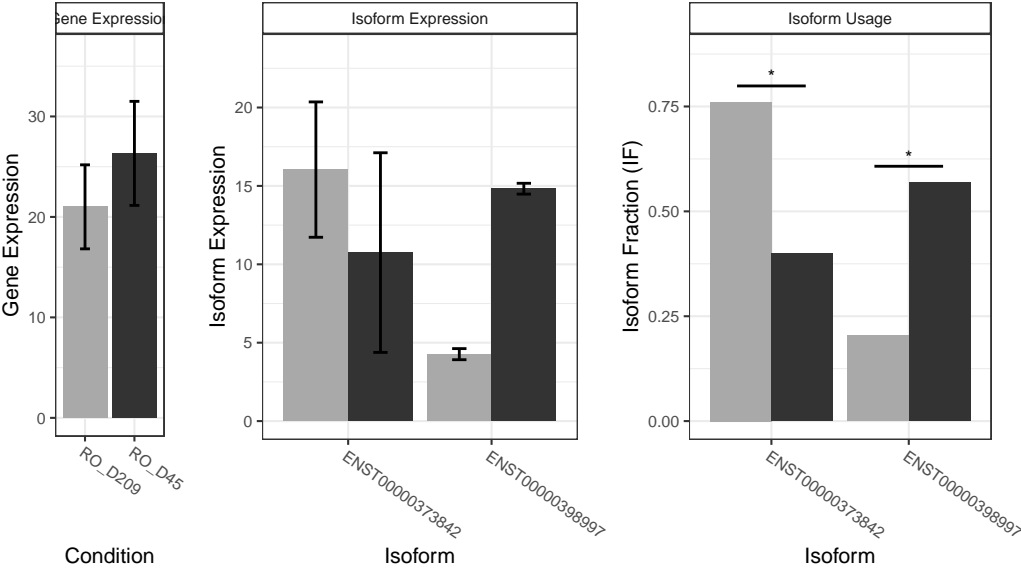 Gene Expression
Isoform Expression
Isoform Usage
Gene Expression
30
20
10
0
RO_D209
RO_D45
Condition
Isoform Expression
20
15
10
5
0
ENST00000373842
ENST00000398997
Isoform
Isoform Fraction (IF)
0.75
0.50
0.25
0.00
*
*
ENST00000373842
ENST00000398997
Isoform